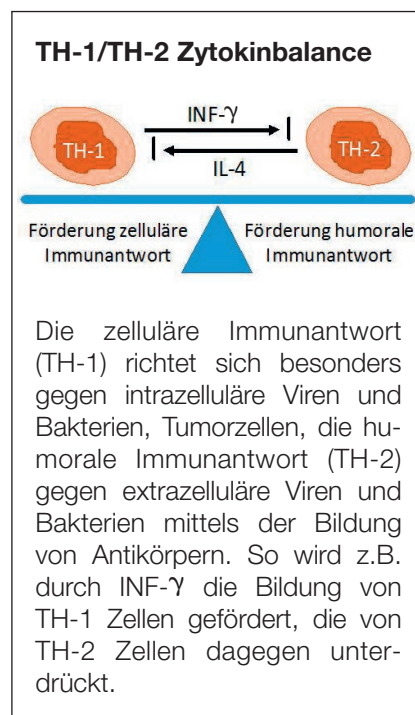 TH-1/TH-2 Zytokinbalance
INF-γ
TH-1
TH-2
IL-4
Förderung zelluläre
Immunantwort
Förderung humorale
Immunantwort
Die zelluläre Immunantwort
(TH-1) richtet sich besonders
gegen intrazelluläre Viren und
Bakterien, Tumorzellen, die hu-
morale Immunantwort (TH-2)
gegen extrazelluläre Viren und
Bakterien mittels der Bildung
von Antikörpern. So wird z.B.
durch INF-γ die Bildung von
TH-1 Zellen gefördert, die von
TH-2 Zellen dagegen unter-
drückt.